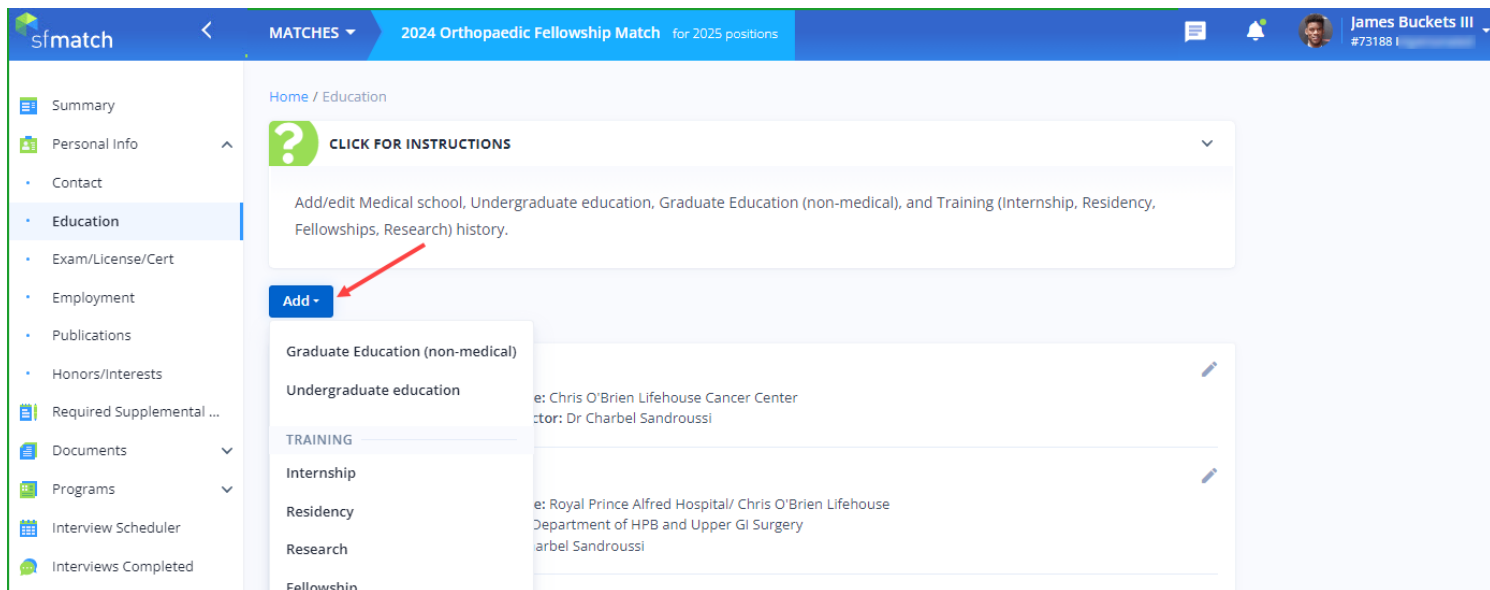 sfmatch
MATCHES
2024 Orthopaedic Fellowship Match for 2025 positions
James Buckets III
#73188
Summary
Personal Info
Contact
Education
Exam/License/Cert
Employment
Publications
Honors/Interests
Required Supplemental ...
Documents
Programs
Interview Scheduler
Interviews Completed
Home / Education
?
CLICK FOR INSTRUCTIONS
Add/edit Medical school, Undergraduate education, Graduate Education (non-medical), and Training (Internship, Residency,
Fellowships, Research) history.
Add
Graduate Education (non-medical)
Undergraduate education
TRAINING
Internship
Residency
Research
Fellowship
e: Chris O'Brien Lifehouse Cancer Center
ctor: Dr Charbel Sandroussi
e: Royal Prince Alfred Hospital/ Chris O'Brien Lifehouse
Department of HPB and Upper GI Surgery
arbel Sandroussi